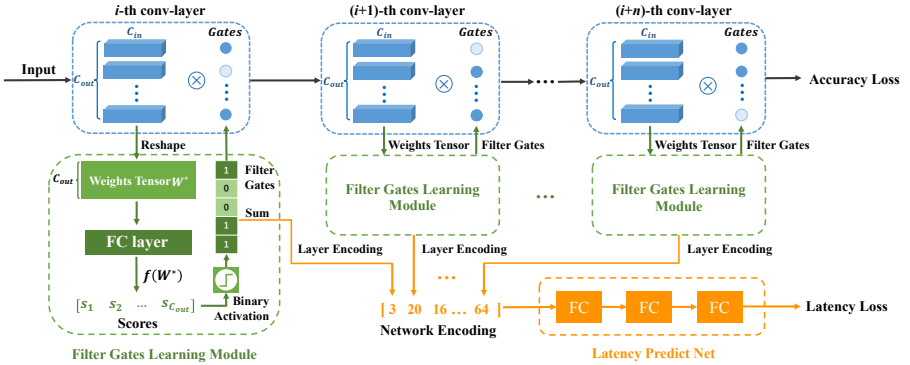 i-th conv-layer
(i+1)-th conv-layer
(i+n)-th conv-layer
C_in
Gates
C_in
Gates
C_in
Gates
Input
C_out
C_out
C_out
...
Accuracy Loss
Reshape
Weights Tensor
Filter Gates
Weights Tensor
Filter Gates
C_out
Weights Tensor W*
1
0
0
1
1
Filter
Gates
Sum
Filter Gates Learning
Module
...
Filter Gates Learning
Module
FC layer
Layer Encoding
Layer Encoding
Layer Encoding
f(W*)
...
[s_1 s_2 ... s_C_out]
Scores
Binary
Activation
[ 3 20 16 ... 64 ]
Network Encoding
FC
FC
FC
Latency Loss
Filter Gates Learning Module
Latency Predict Net